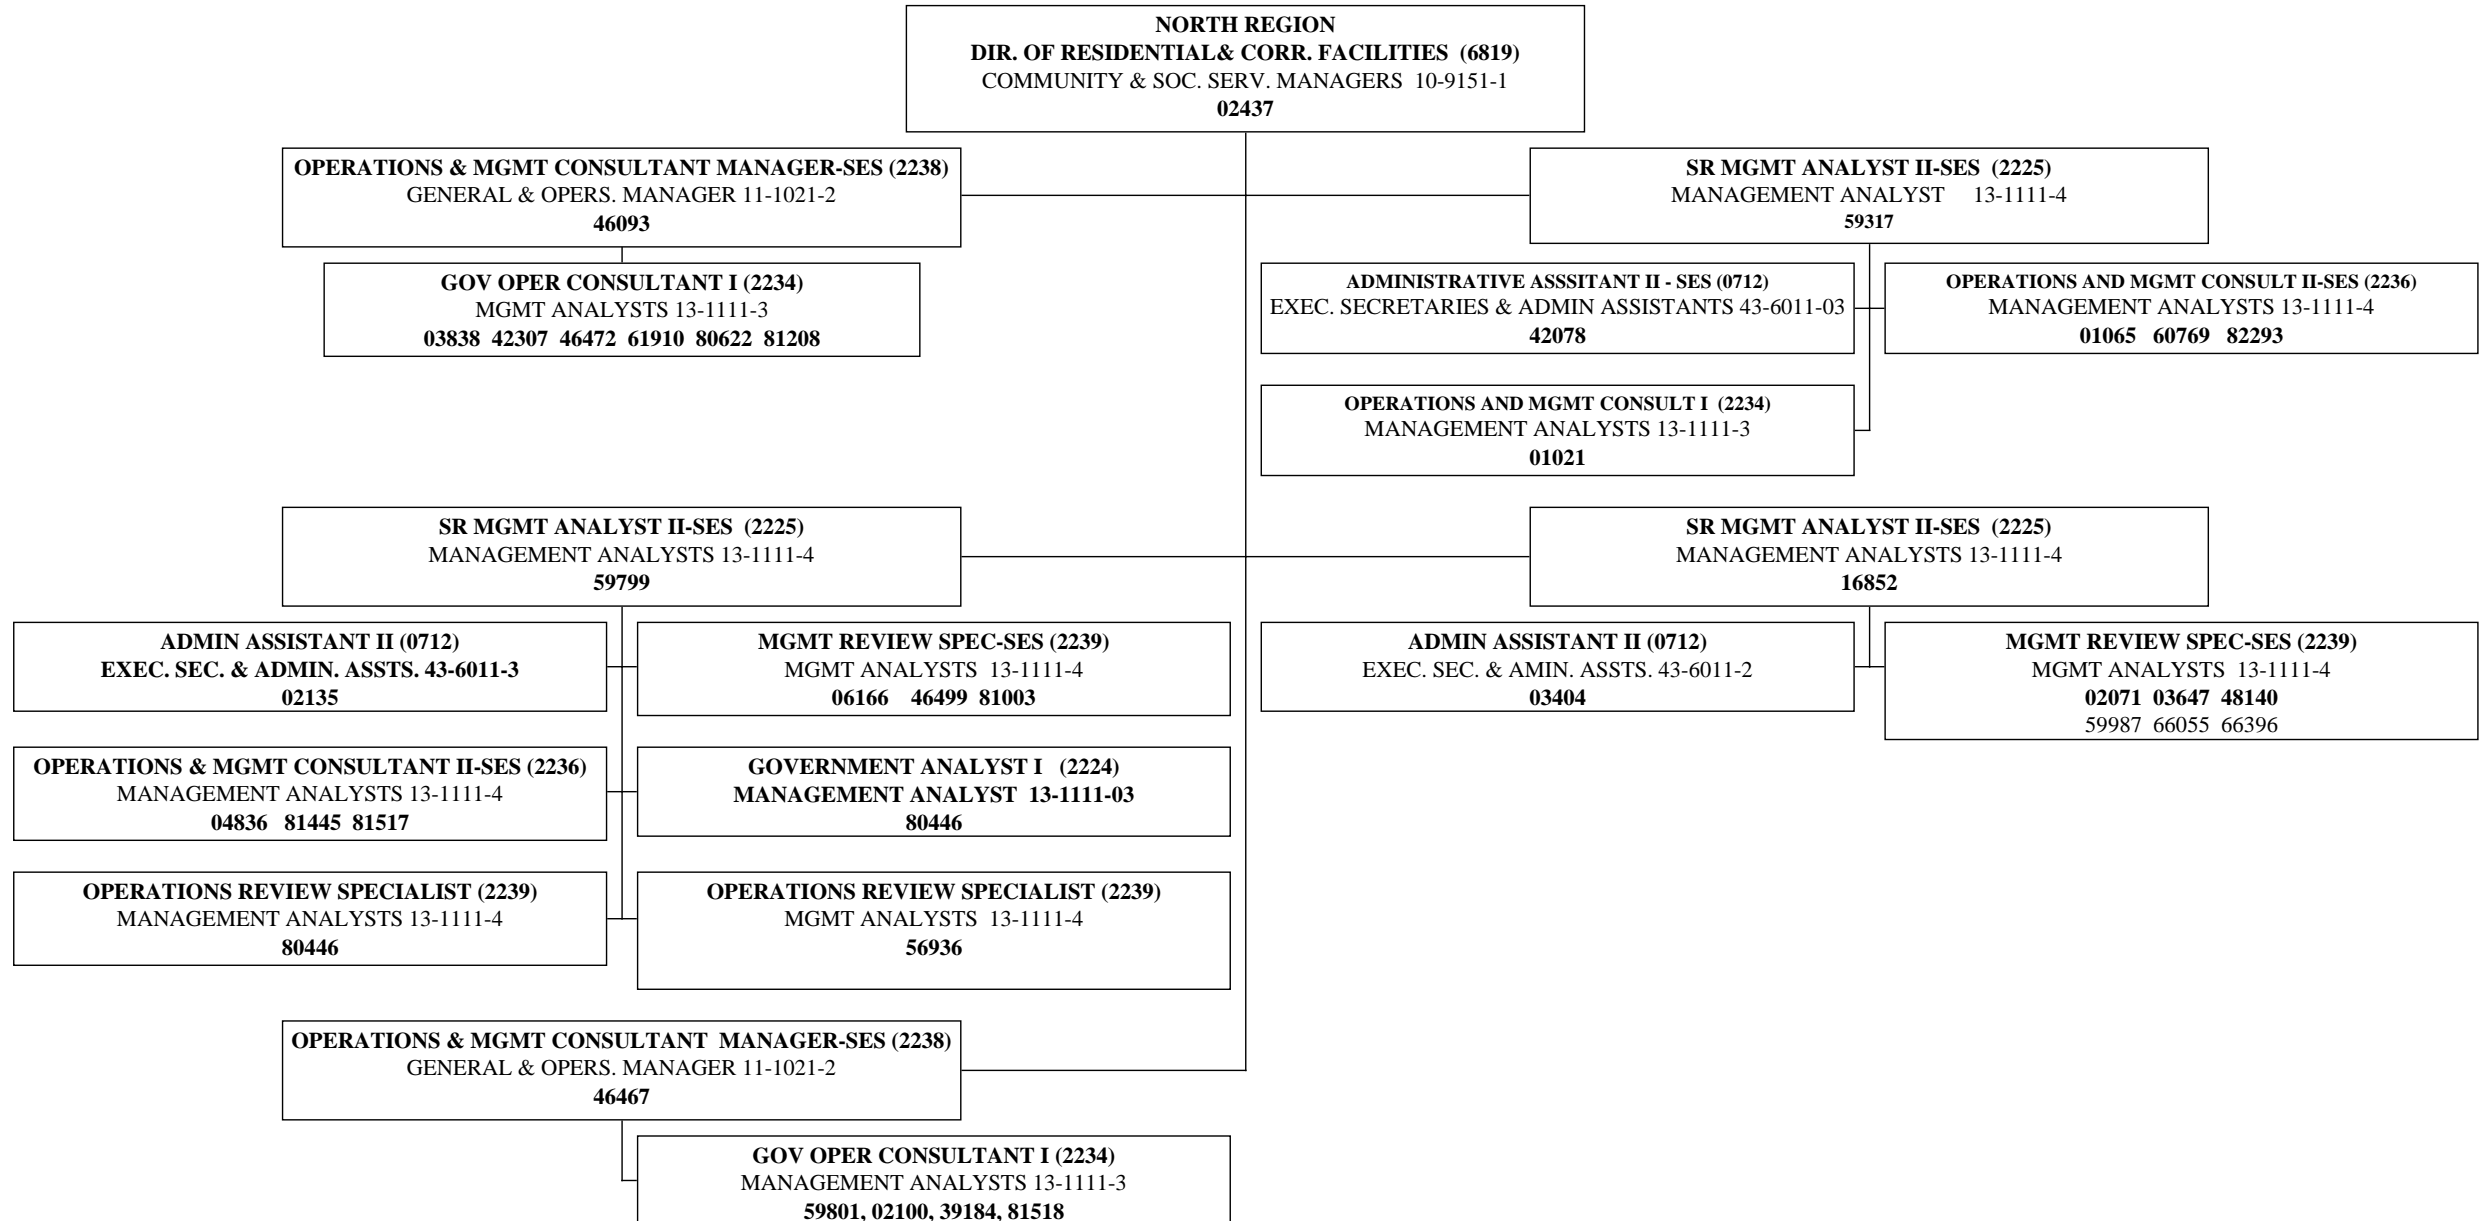 NORTH REGION
DIR. OF RESIDENTIAL& CORR. FACILITIES (6819)
COMMUNITY & SOC. SERV. MANAGERS 10-9151-1
02437
OPERATIONS & MGMT CONSULTANT MANAGER-SES (2238)
GENERAL & OPERS. MANAGER 11-1021-2
46093
SR MGMT ANALYST II-SES (2225)
MANAGEMENT ANALYST 13-1111-4
59317
GOV OPER CONSULTANT I (2234)
MGMT ANALYSTS 13-1111-3
03838 42307 46472 61910 80622 81208
ADMINISTRATIVE ASSSITANT II - SES (0712)
EXEC. SECRETARIES & ADMIN ASSISTANTS 43-6011-03
42078
OPERATIONS AND MGMT CONSULT II-SES (2236)
MANAGEMENT ANALYSTS 13-1111-4
01065 60769 82293
OPERATIONS AND MGMT CONSULT I (2234)
MANAGEMENT ANALYSTS 13-1111-3
01021
SR MGMT ANALYST II-SES (2225)
MANAGEMENT ANALYSTS 13-1111-4
59799
SR MGMT ANALYST II-SES (2225)
MANAGEMENT ANALYSTS 13-1111-4
16852
ADMIN ASSISTANT II (0712)
EXEC. SEC. & ADMIN. ASSTS. 43-6011-3
02135
MGMT REVIEW SPEC-SES (2239)
MGMT ANALYSTS 13-1111-4
06166 46499 81003
ADMIN ASSISTANT II (0712)
EXEC. SEC. & AMIN. ASSTS. 43-6011-2
03404
MGMT REVIEW SPEC-SES (2239)
MGMT ANALYSTS 13-1111-4
02071 03647 48140
59987 66055 66396
OPERATIONS & MGMT CONSULTANT II-SES (2236)
MANAGEMENT ANALYSTS 13-1111-4
04836 81445 81517
GOVERNMENT ANALYST I (2224)
MANAGEMENT ANALYST 13-1111-03
80446
OPERATIONS REVIEW SPECIALIST (2239)
MANAGEMENT ANALYSTS 13-1111-4
80446
OPERATIONS REVIEW SPECIALIST (2239)
MGMT ANALYSTS 13-1111-4
56936
OPERATIONS & MGMT CONSULTANT MANAGER-SES (2238)
GENERAL & OPERS. MANAGER 11-1021-2
46467
GOV OPER CONSULTANT I (2234)
MANAGEMENT ANALYSTS 13-1111-3
59801, 02100, 39184, 81518